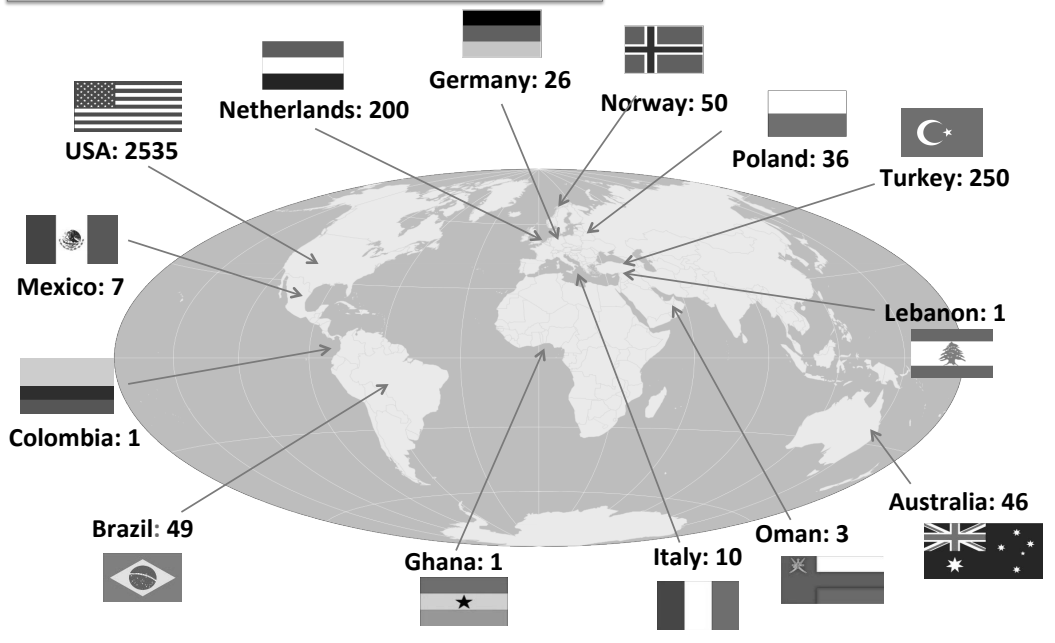 Germany: 26
Netherlands: 200
Norway: 50
USA: 2535
Poland: 36
Turkey: 250
Mexico: 7
Lebanon: 1
Colombia: 1
Australia: 46
Brazil: 49
Oman: 3
Ghana: 1
Italy: 10